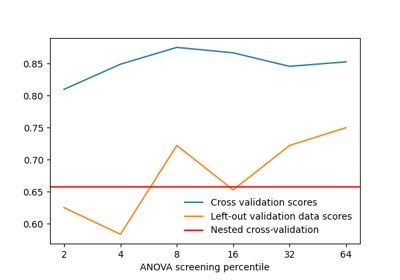 0.85
0.80
0.75
0.70
0.65
0.60
Cross validation scores
Left-out validation data scores
Nested cross-validation
2 4 8 16 32 64
ANOVA screening percentile